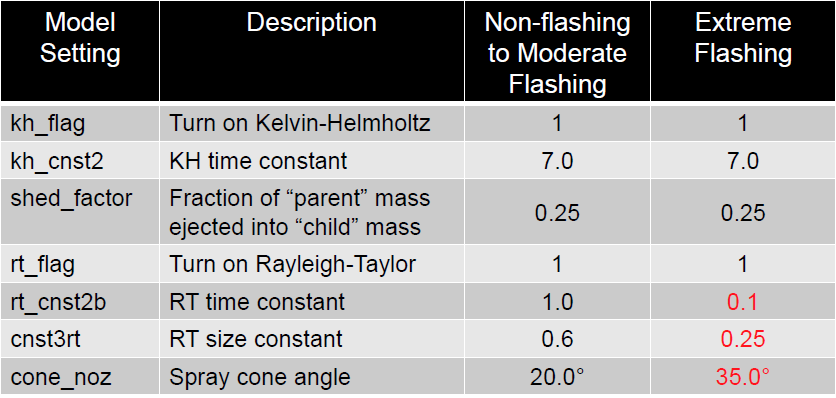 Model Setting Description Non-flashing to Moderate Flashing Extreme Flashing
kh_flag Turn on Kelvin-Helmholtz 1 1
kh_cnst2 KH time constant 7.0 7.0
shed_factor Fraction of “parent” mass ejected into “child” mass 0.25 0.25
rt_flag Turn on Rayleigh-Taylor 1 1
rt_cnst2b RT time constant 1.0 0.1
cnst3rt RT size constant 0.6 0.25
cone_noz Spray cone angle 20.0° 35.0°